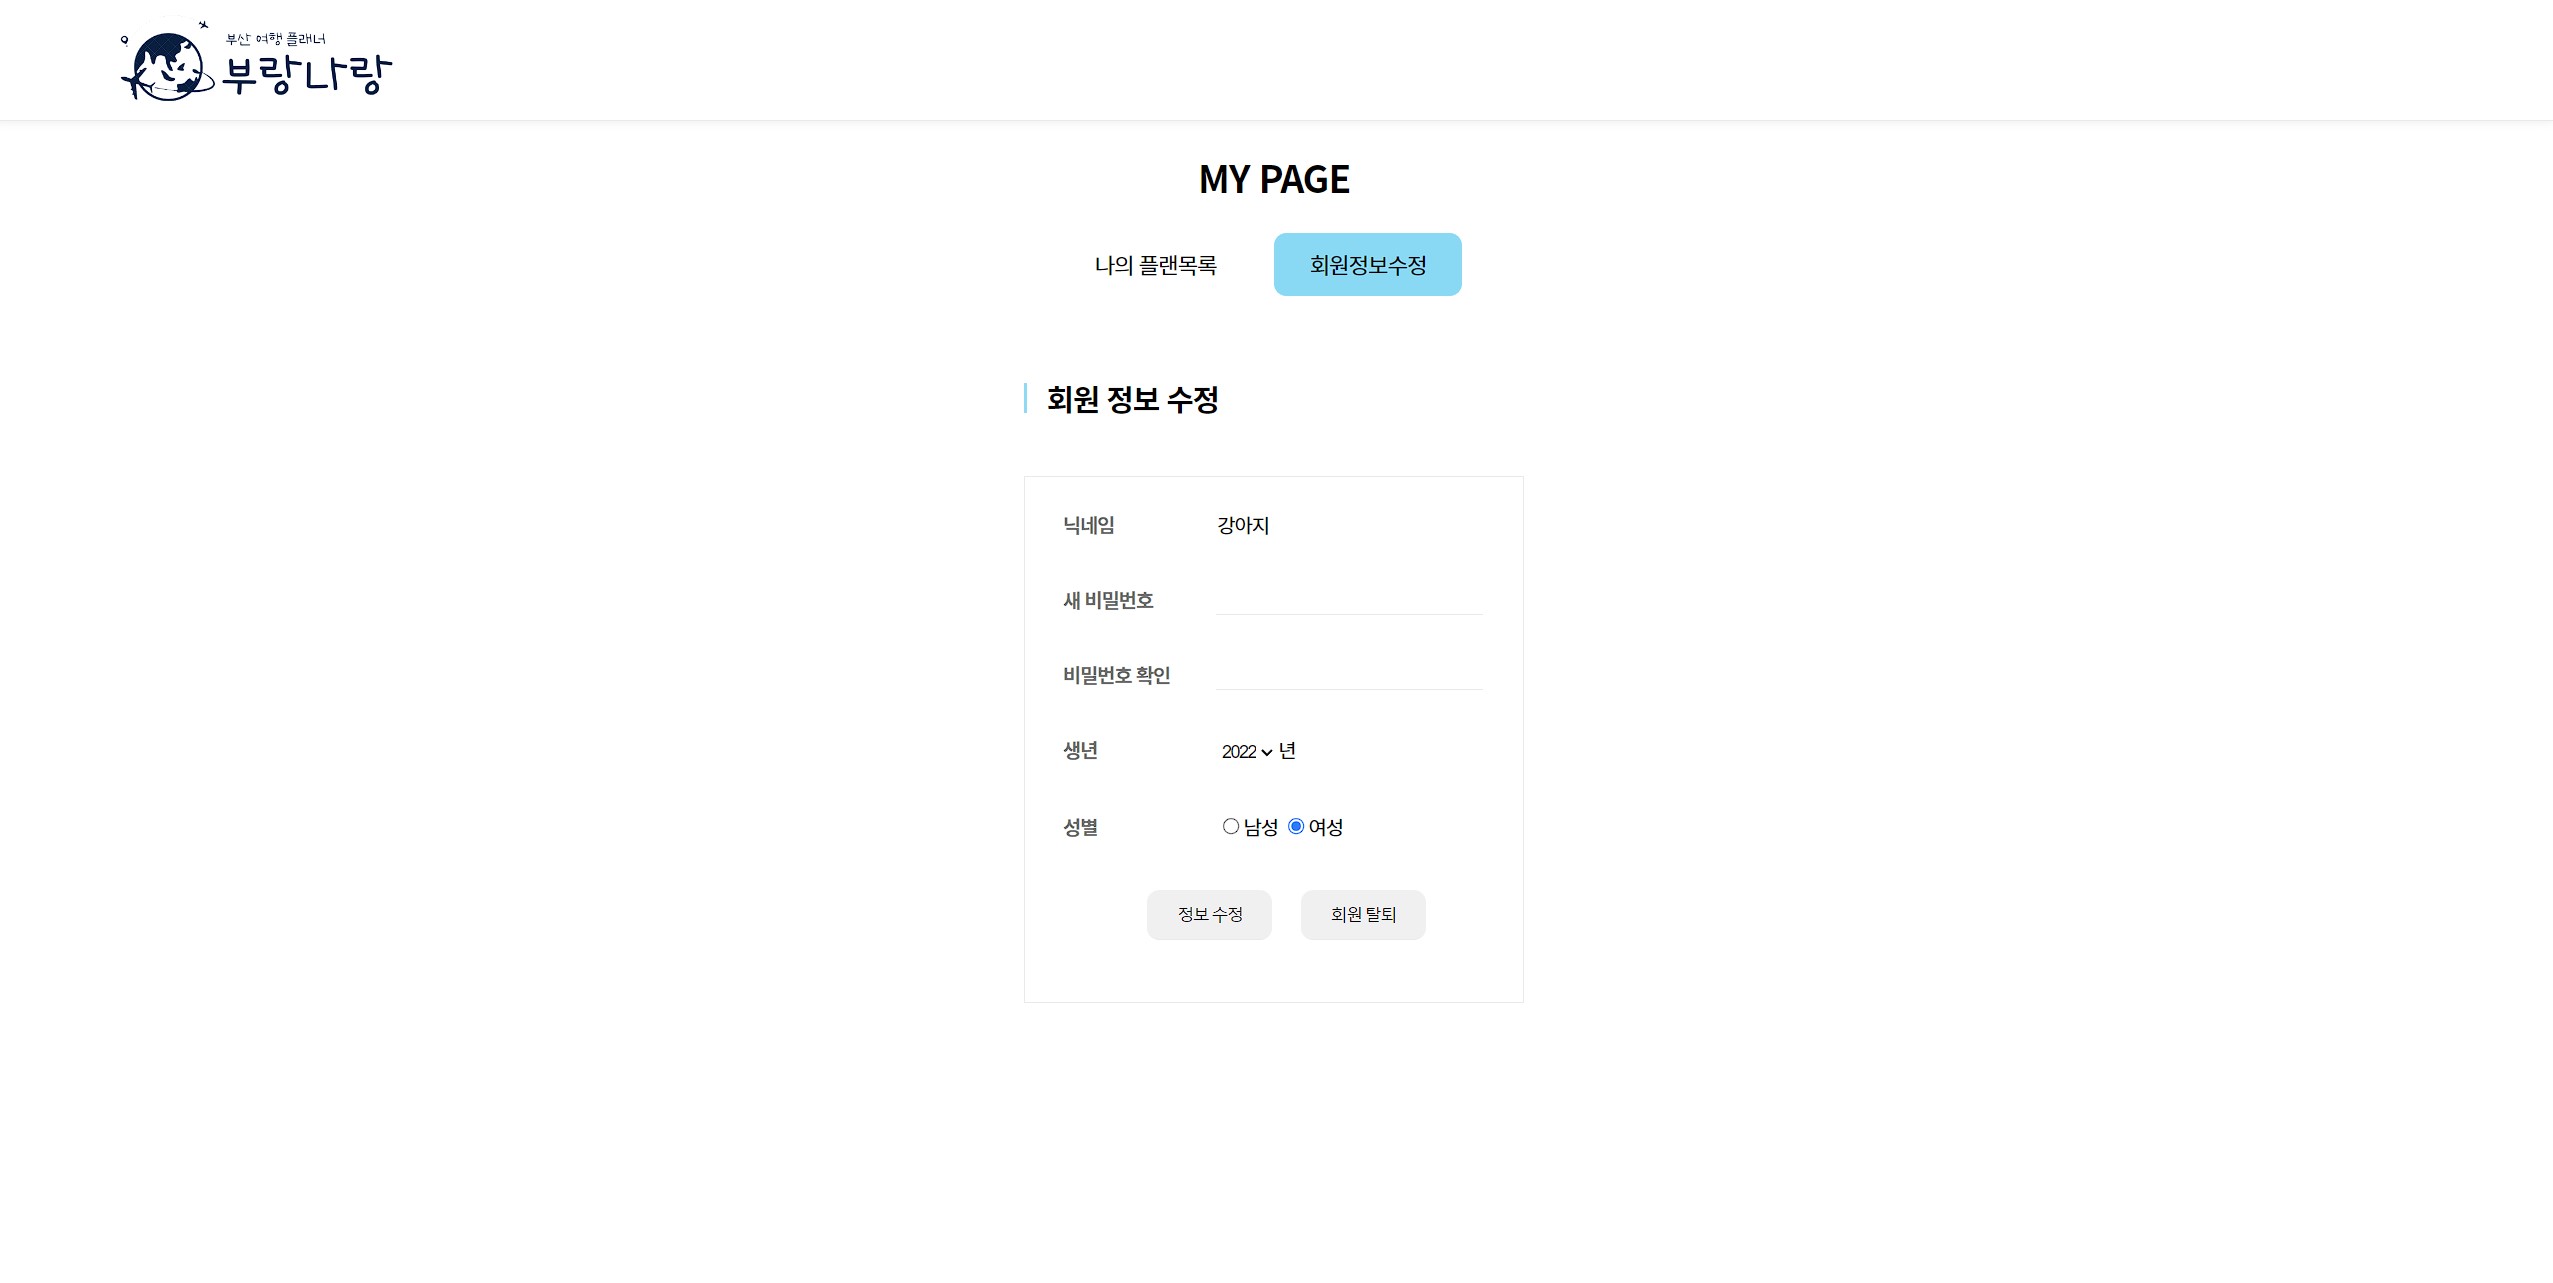 부산 여행 플래너
부랑나랑
MY PAGE
나의 플랜목록
회원정보수정
회원 정보 수정
닉네임 강아지
새 비밀번호
비밀번호 확인
생년 2022 년
성별 남성 여성
정보 수정 회원 탈퇴